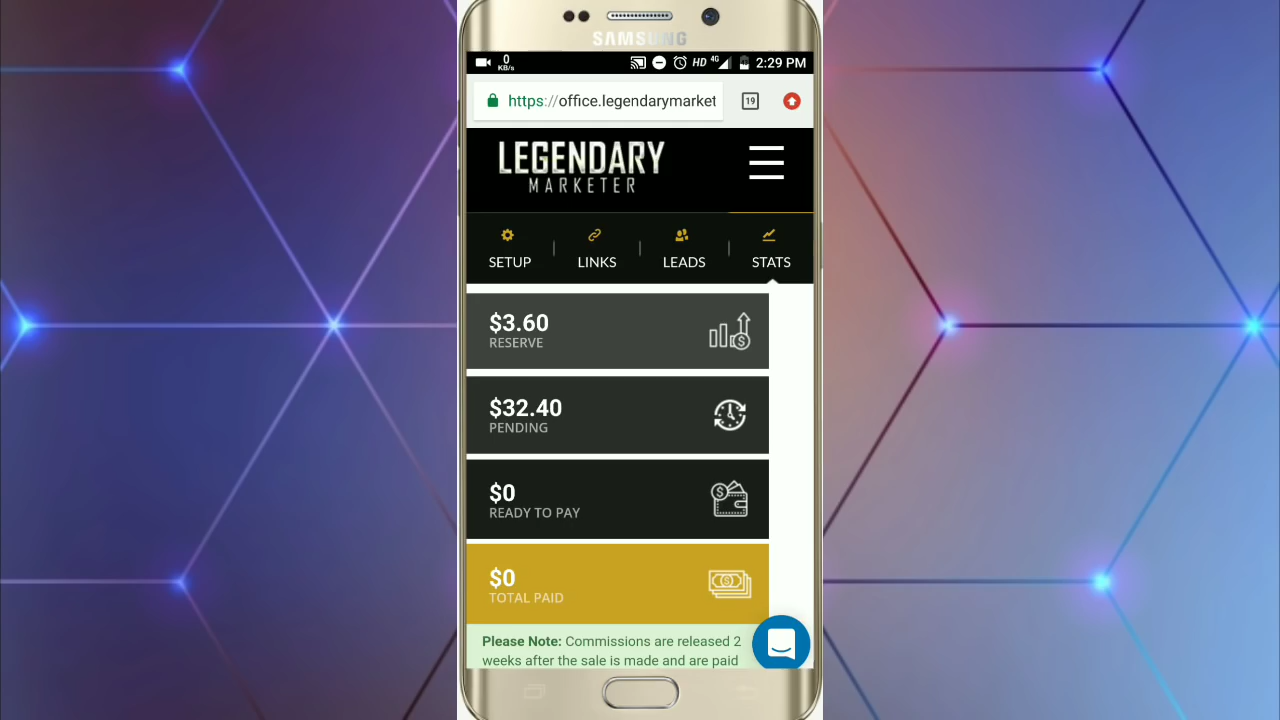 SAMSUNG
0
KB/s
HD 4G 2:29 PM
https://office.legendarymarket
19
LEGENDARY
MARKETER
SETUP LINKS LEADS STATS
$3.60
RESERVE
$32.40
PENDING
$0
READY TO PAY
$0
TOTAL PAID
Please Note: Commissions are released 2
weeks after the sale is made and are paid